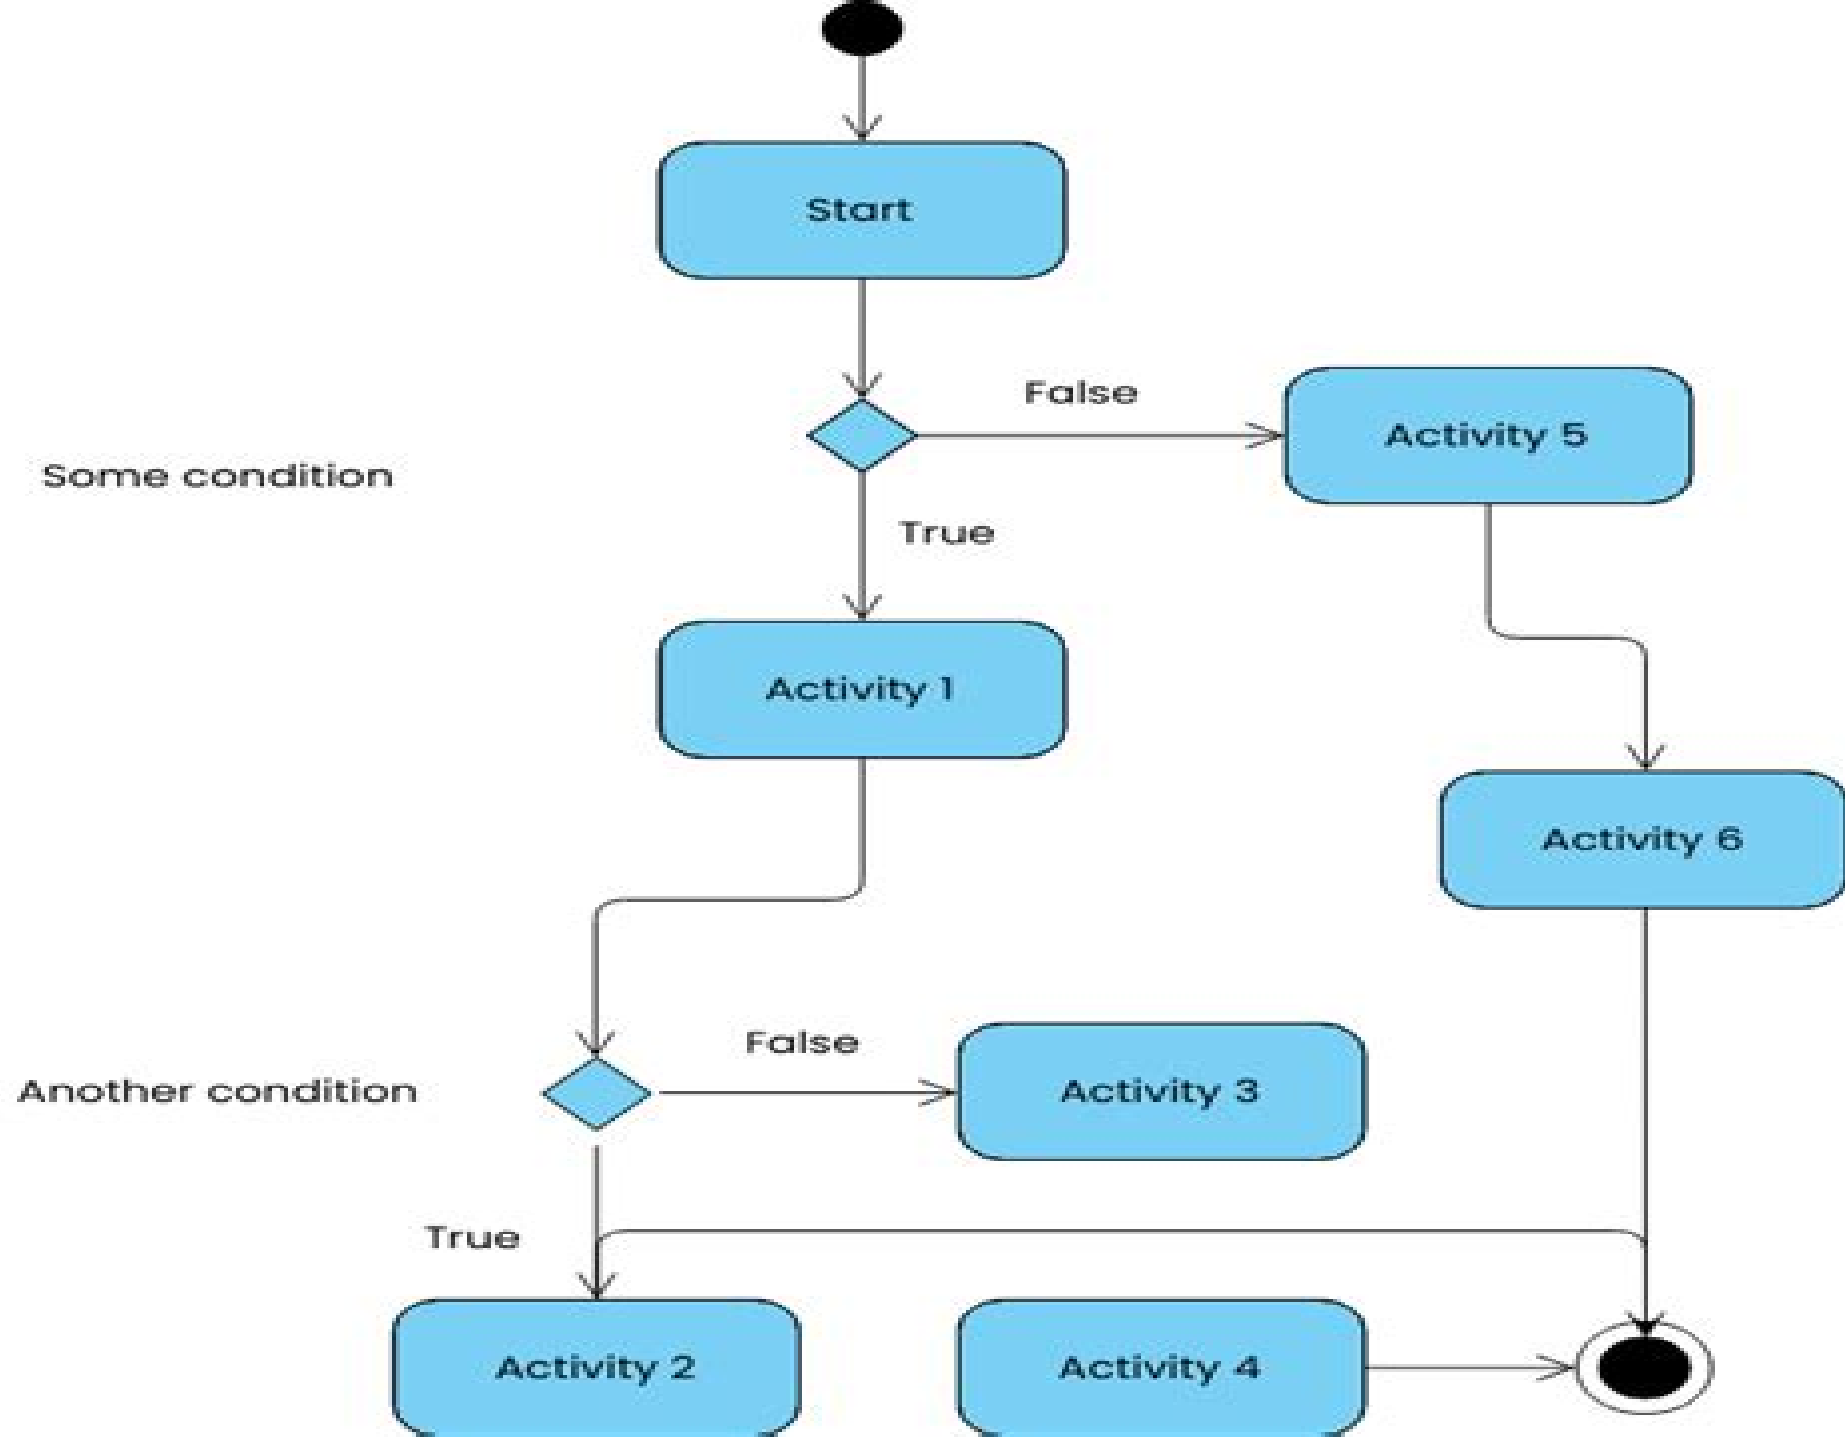 Start
False
Activity 5
Some condition
True
Activity 1
Activity 6
False
Another condition
Activity 3
True
Activity 2
Activity 4